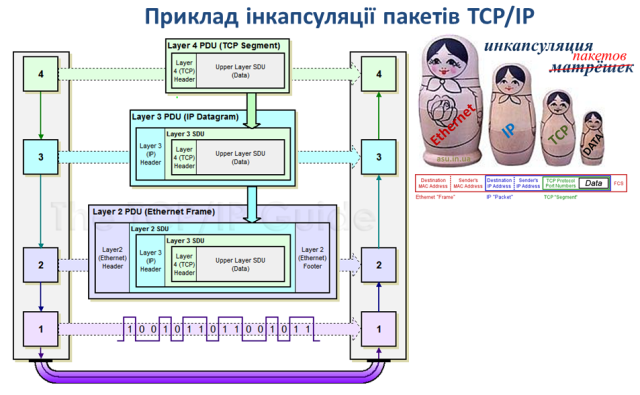 Приклад інкапсуляції пакетів TCP/IP
Layer 4 PDU (TCP Segment)
Layer
4 (TCP)
Header
Upper Layer SDU
(Data)
4
4
Layer 3 PDU (IP Datagram)
Layer 3 SDU
Layer
3 (IP)
Header
Layer
4 (TCP)
Header
Upper Layer SDU
(Data)
3
3
Layer 2 PDU (Ethernet Frame)
Layer 2 SDU
Layer 3 SDU
Layer2
(Ethernet)
Header
Layer
3 (IP)
Header
Layer
4 (TCP)
Header
Upper Layer SDU
(Data)
Layer 2
(Ethernet)
Footer
2
2
1
1 0 0 1 0 1 1 0 1 1 0 0 1 0 1 1
1
The TCP/IP Guide
инкапсуляция
пакетов
матрёшек
Ethernet
IP
TCP
DATA
asu.in.ua
Destination
MAC Address
Sender's
MAC Address
Destination
IP Address
Sender's
IP Address
TCP Protocol
Port Numbers
Data
FCS
Ethernet "Frame"
IP "Packet"
TCP "Segment"